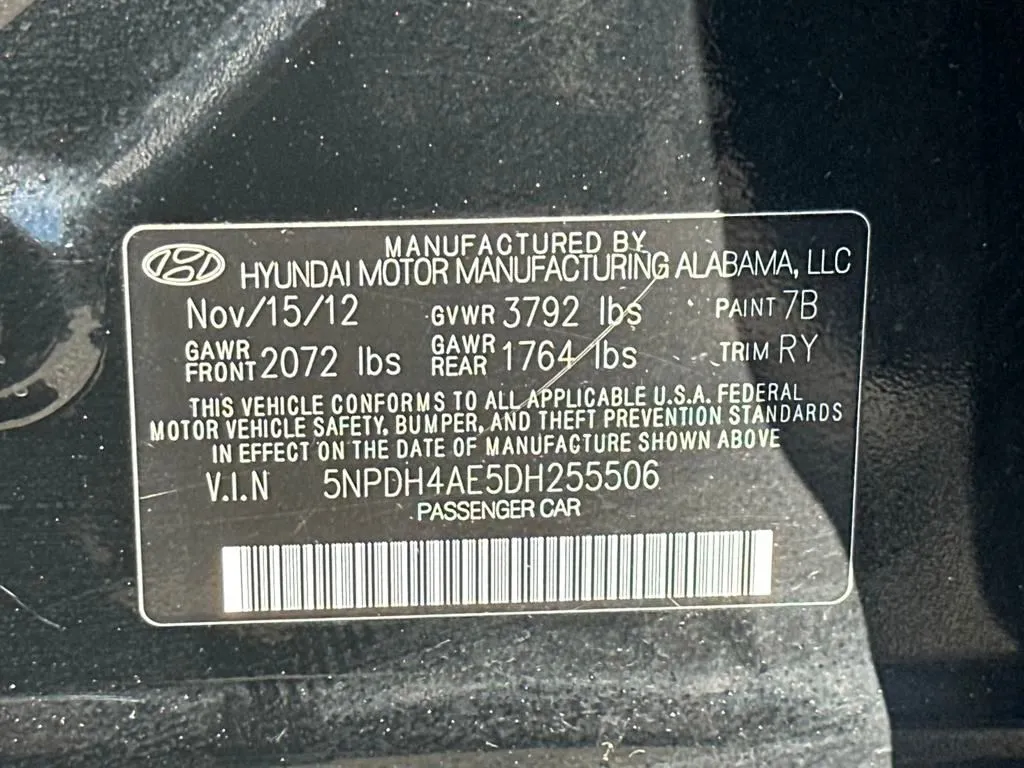 MANUFACTURED BY
HYUNDAI MOTOR MANUFACTURING ALABAMA, LLC
Nov/15/12 GVWR 3792 lbs PAINT 7B
GAWR FRONT 2072 lbs GAWR REAR 1764 lbs TRIM RY
THIS VEHICLE CONFORMS TO ALL APPLICABLE U.S.A. FEDERAL
MOTOR VEHICLE SAFETY, BUMPER, AND THEFT PREVENTION STANDARDS
IN EFFECT ON THE DATE OF MANUFACTURE SHOWN ABOVE
V.I.N 5NPDH4AE5DH255506
PASSENGER CAR